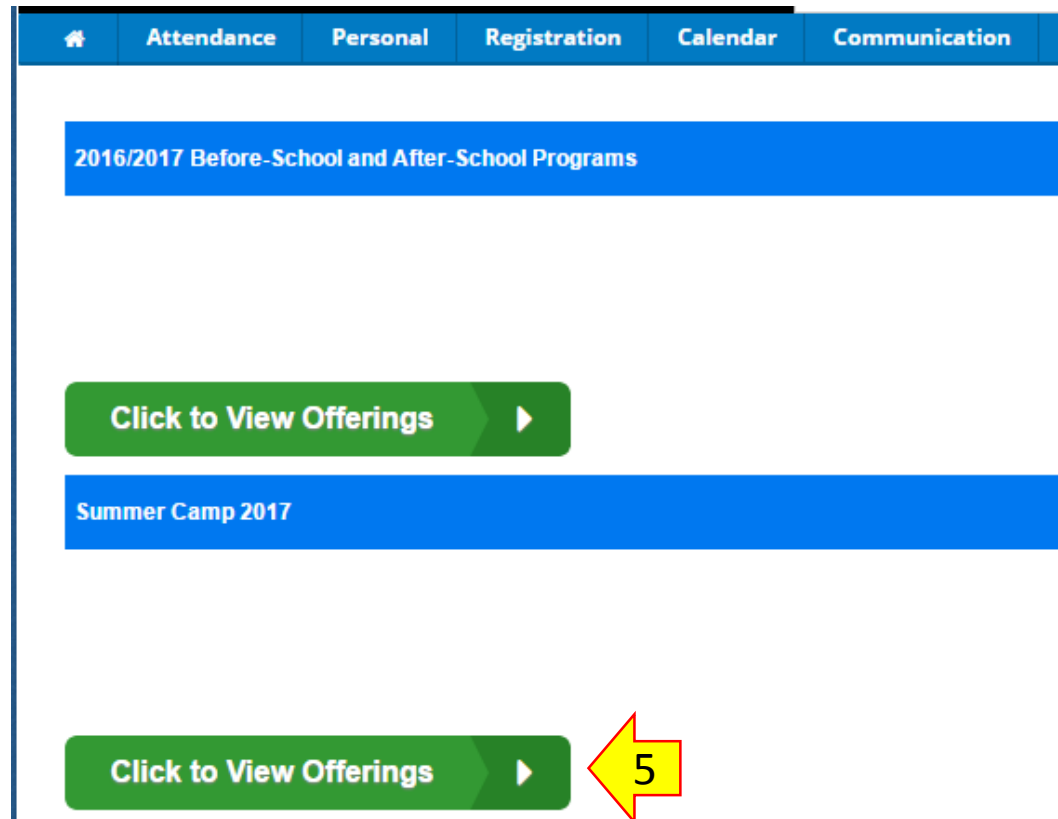 Attendance Personal Registration Calendar Communication
2016/2017 Before-School and After-School Programs
Click to View Offerings
Summer Camp 2017
Click to View Offerings
5